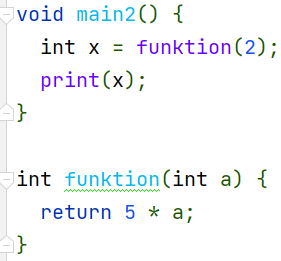 void main2() {
  int x = funktion(2);
  print(x);
}

int funktion(int a) {
  return 5 * a;
}